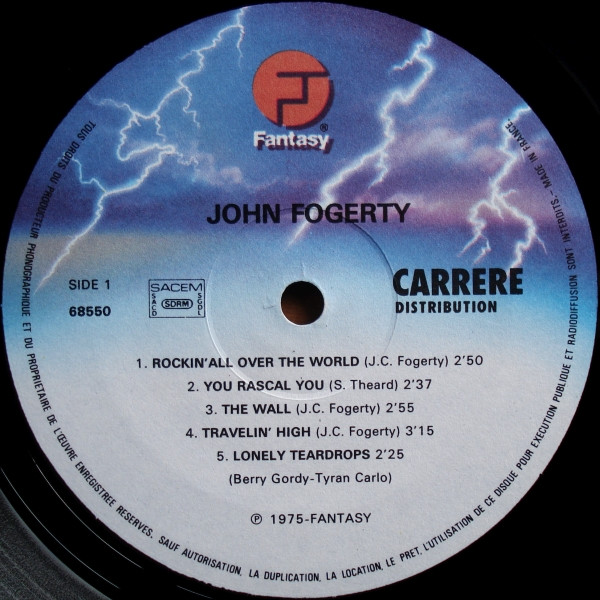 Fantasy®
JOHN FOGERTY
SIDE 1
68550
SACEM
SACD
SDRM
SGDL
CARRERE
DISTRIBUTION
1. ROCKIN'ALL OVER THE WORLD (J.C. Fogerty) 2'50
2. YOU RASCAL YOU (S. Theard) 2'37
3. THE WALL (J.C. Fogerty) 2'55
4. TRAVELIN' HIGH (J.C. Fogerty) 3'15
5. LONELY TEARDROPS 2'25
(Berry Gordy-Tyran Carlo)
℗ 1975-FANTASY
TOUS DROITS DU PRODUCTEUR PHONOGRAPHIQUE ET DU PROPRIETAIRE DE L'ŒUVRE ENREGISTREE RESERVES. SAUF AUTORISATION, LA DUPLICATION, LA LOCATION, LE PRET, L'UTILISATION DE CE DISQUE POUR EXECUTION PUBLIQUE ET RADIODIFFUSION SONT INTERDITS. - MADE IN FRANCE.